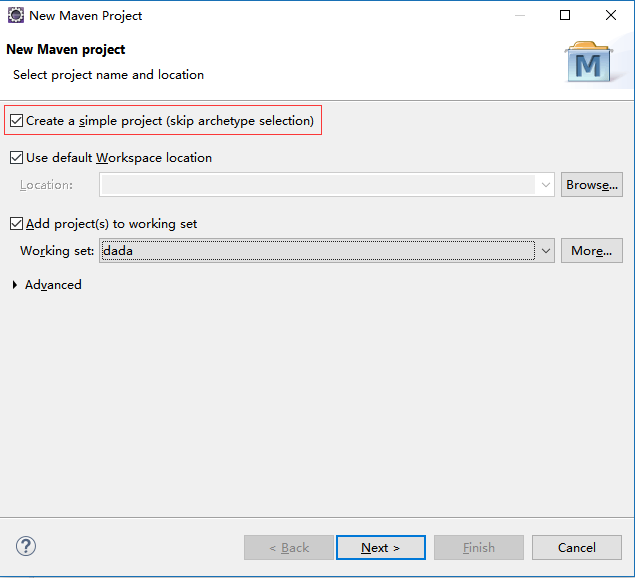 New Maven Project
New Maven project
Select project name and location
M
Create a simple project (skip archetype selection)
Use default Workspace location
Location:
Browse...
Add project(s) to working set
Working set: dada More...
Advanced
? < Back Next > Finish Cancel